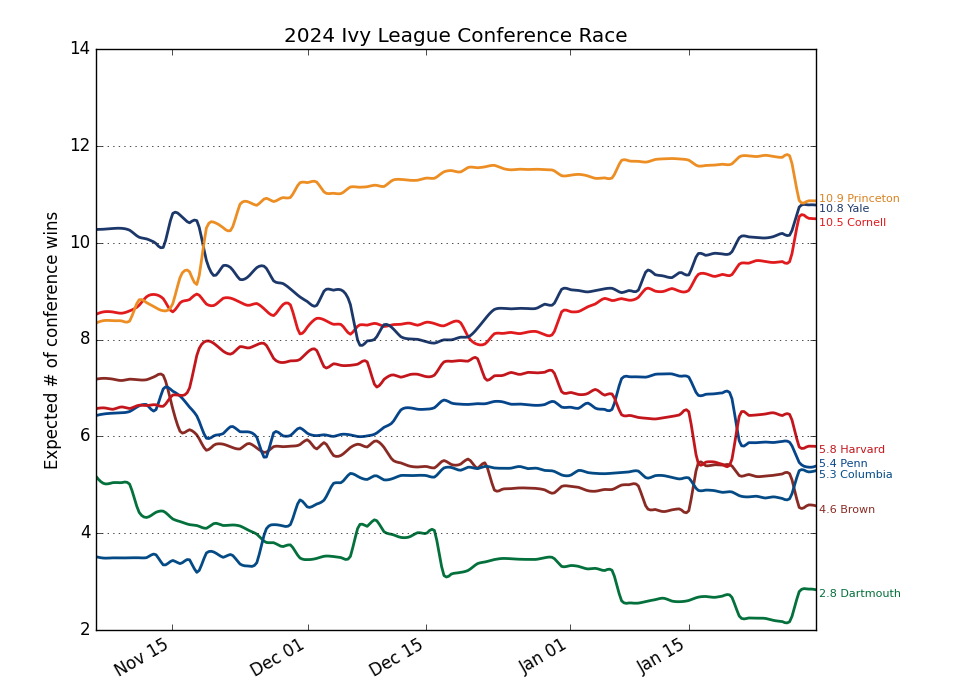 2024 Ivy League Conference Race
Expected # of conference wins
14
12
10
8
6
4
2
10.9 Princeton
10.8 Yale
10.5 Cornell
5.8 Harvard
5.4 Penn
5.3 Columbia
4.6 Brown
2.8 Dartmouth
Nov 15
Dec 01
Dec 15
Jan 01
Jan 15